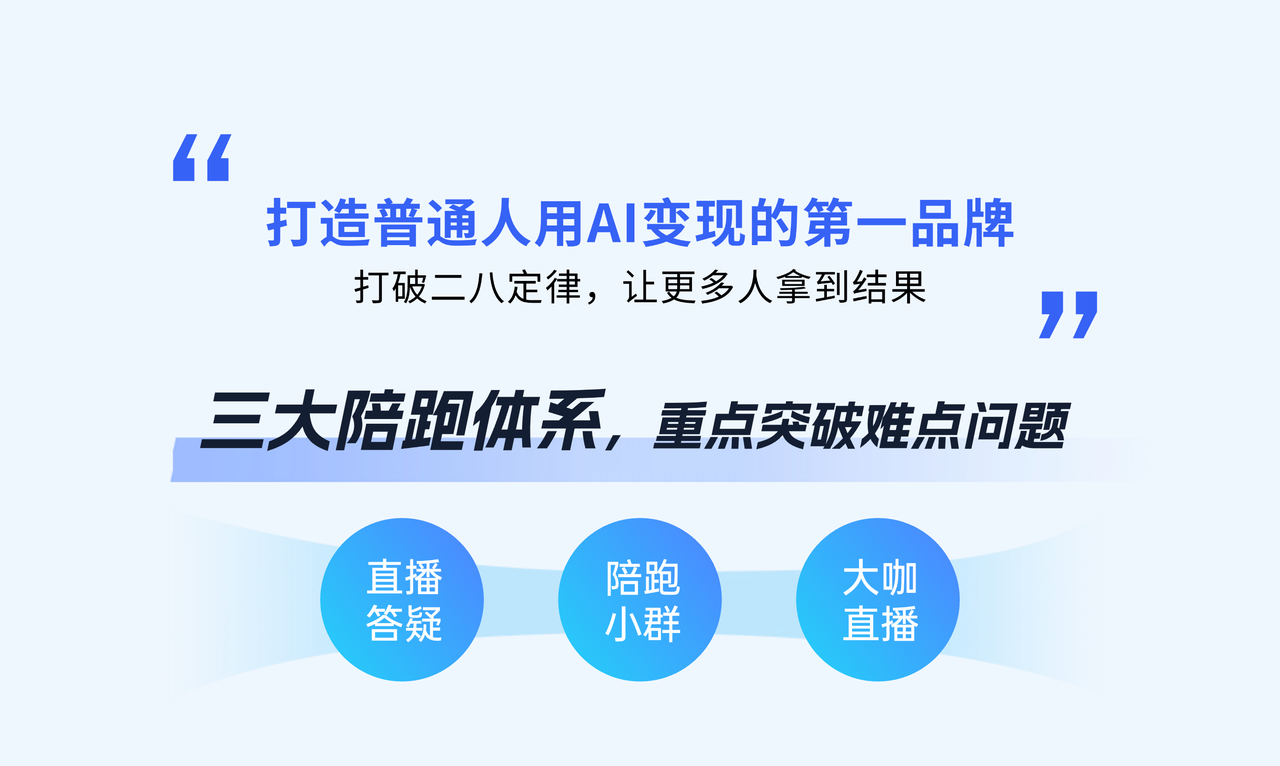 “
打造普通人用AI变现的第一品牌
打破二八定律，让更多人拿到结果
”
三大陪跑体系，重点突破难点问题
直播
答疑
陪跑
小群
大咖
直播